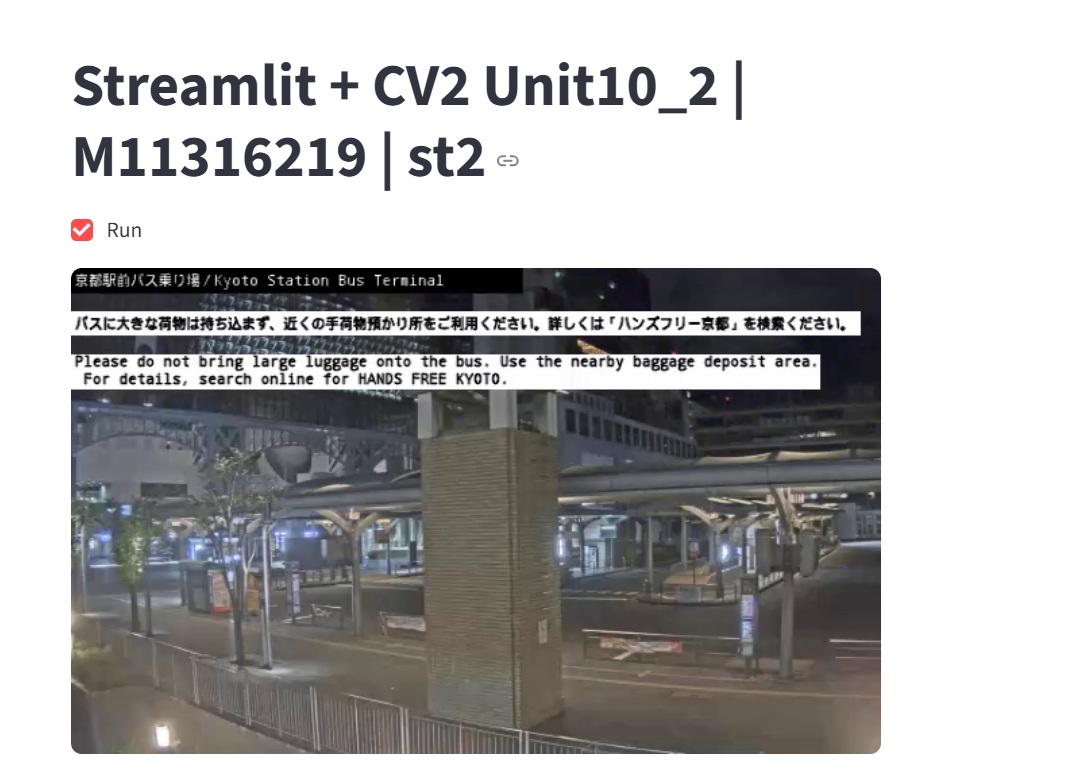 Streamlit + CV2 Unit10_2 |
M11316219 | st2
Run
京都駅前バス乗り場/Kyoto Station Bus Terminal
バスに大きな荷物は持ち込まず、近くの手荷物預かり所をご利用ください。詳しくは「ハンズフリー京都」を検索ください。
Please do not bring large luggage onto the bus. Use the nearby baggage deposit area.
For details, search online for HANDS FREE KYOTO.